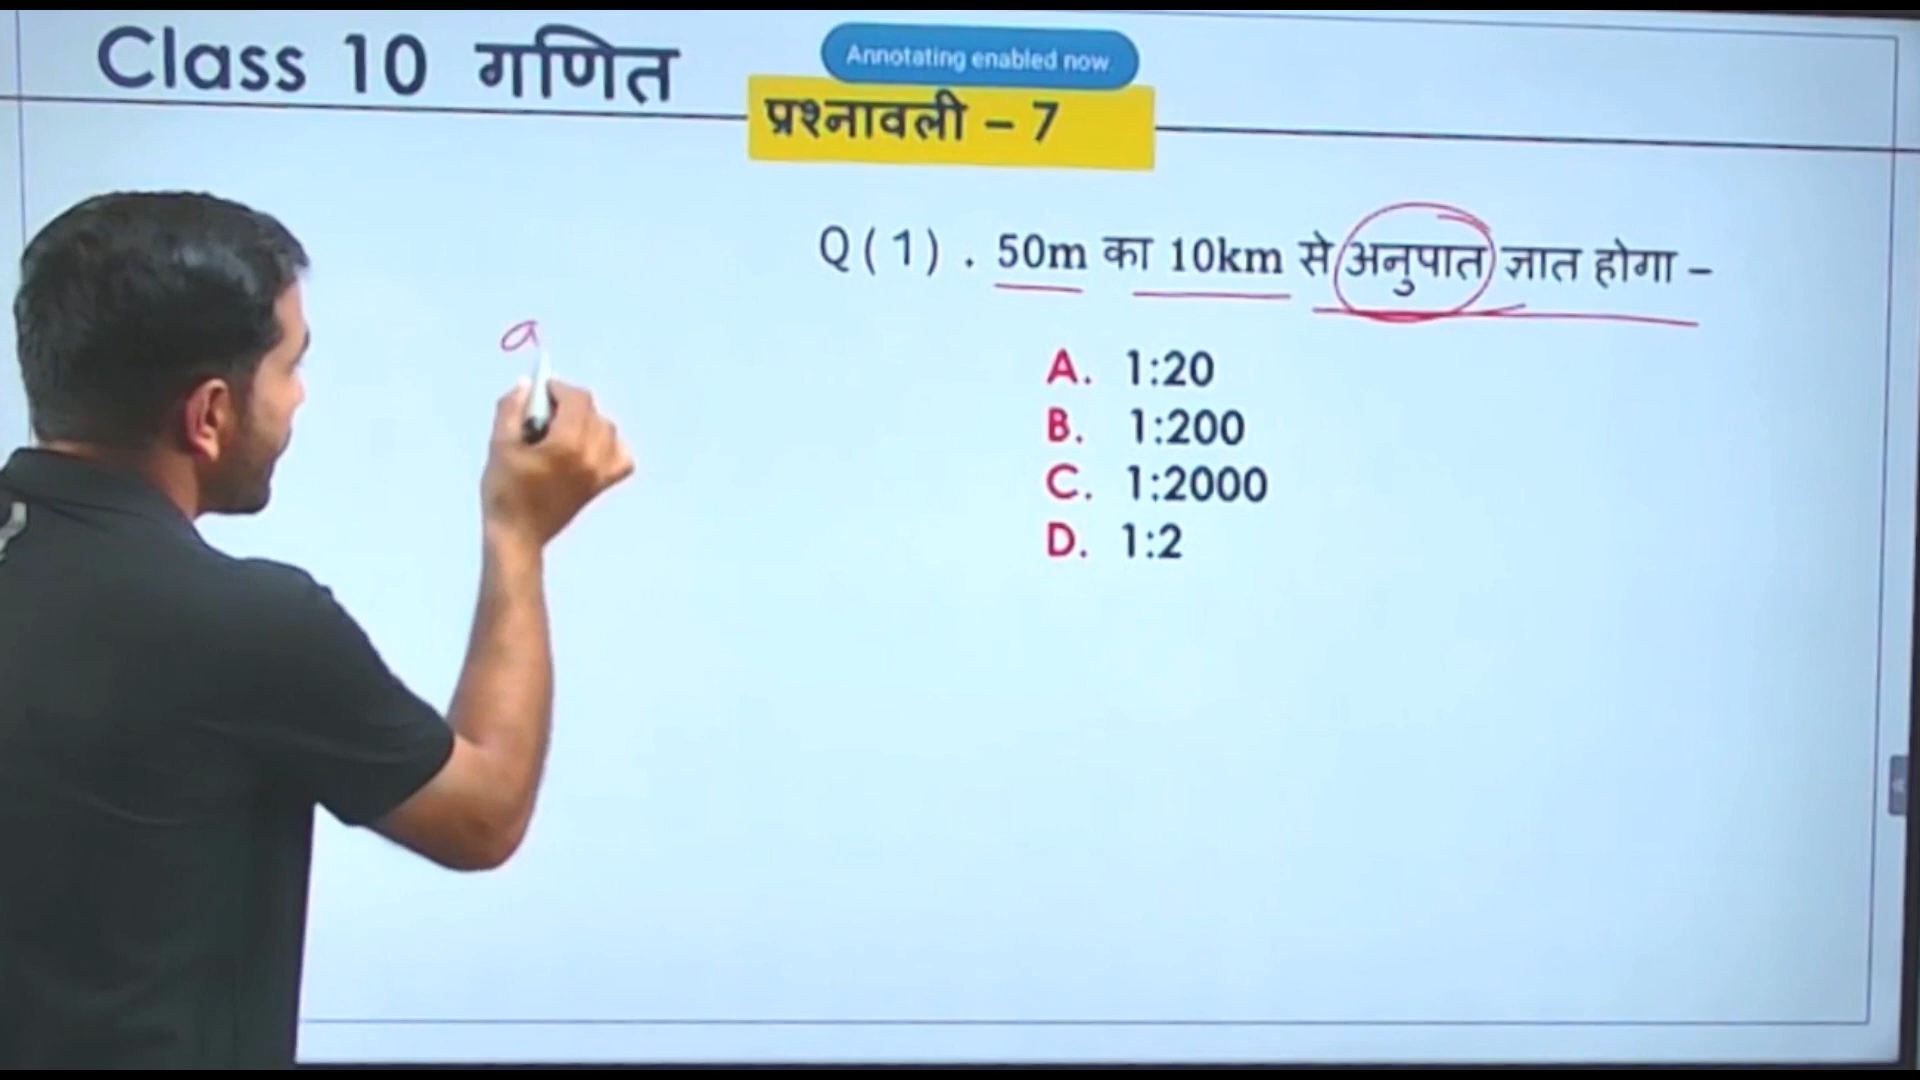 Class 10 गणित
Annotating enabled now
प्रश्नावली – 7
Q(1). 50m का 10km से अनुपात ज्ञात होगा –
A. 1:20
B. 1:200
C. 1:2000
D. 1:2
a